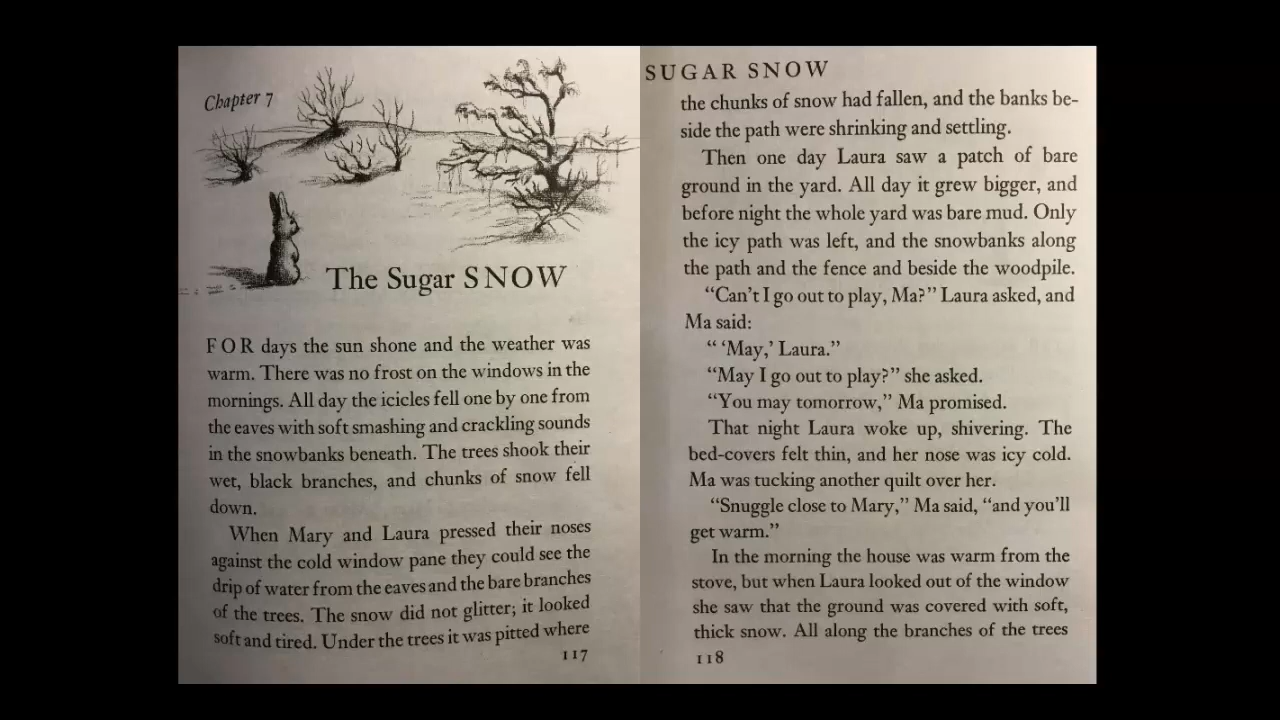 Chapter 7
The Sugar SNOW
FOR days the sun shone and the weather was
warm. There was no frost on the windows in the
mornings. All day the icicles fell one by one from
the eaves with soft smashing and crackling sounds
in the snowbanks beneath. The trees shook their
wet, black branches, and chunks of snow fell
down.
When Mary and Laura pressed their noses
against the cold window pane they could see the
drip of water from the eaves and the bare branches
of the trees. The snow did not glitter; it looked
soft and tired. Under the trees it was pitted where
117
SUGAR SNOW
the chunks of snow had fallen, and the banks be-
side the path were shrinking and settling.
Then one day Laura saw a patch of bare
ground in the yard. All day it grew bigger, and
before night the whole yard was bare mud. Only
the icy path was left, and the snowbanks along
the path and the fence and beside the woodpile.
“Can’t I go out to play, Ma?” Laura asked, and
Ma said:
“ ‘May,’ Laura.”
“May I go out to play?” she asked.
“You may tomorrow,” Ma promised.
That night Laura woke up, shivering. The
bed-covers felt thin, and her nose was icy cold.
Ma was tucking another quilt over her.
“Snuggle close to Mary,” Ma said, “and you’ll
get warm.”
In the morning the house was warm from the
stove, but when Laura looked out of the window
she saw that the ground was covered with soft,
thick snow. All along the branches of the trees
118